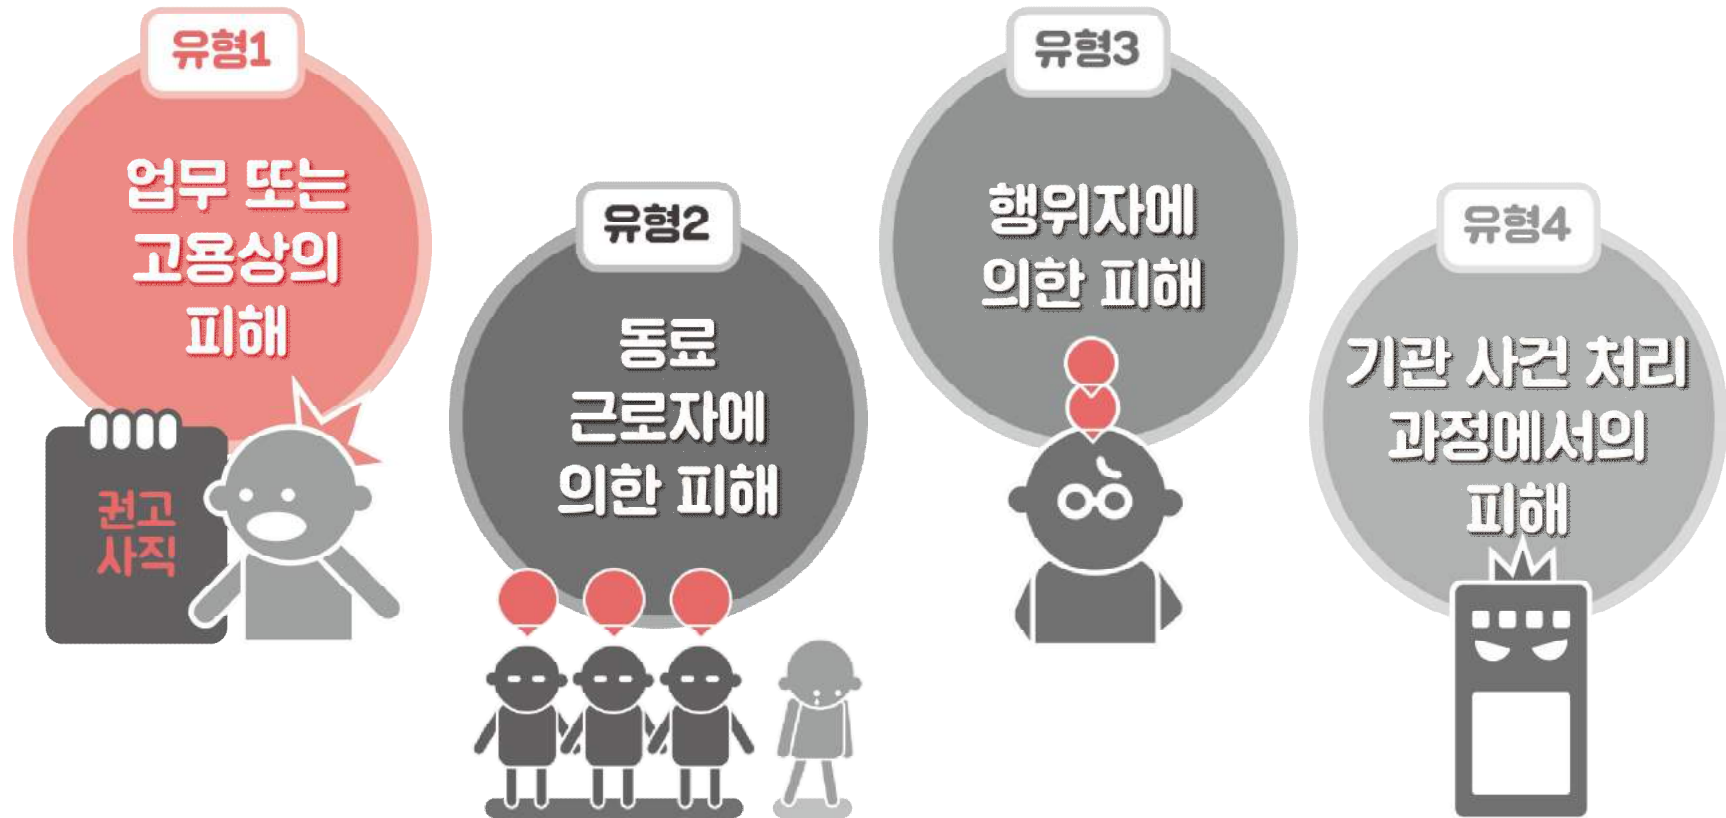 유형1
업무 또는
고용상의
피해
권고
사직
유형2
동료
근로자에
의한 피해
유형3
행위자에
의한 피해
유형4
기관 사건 처리
과정에서의
피해